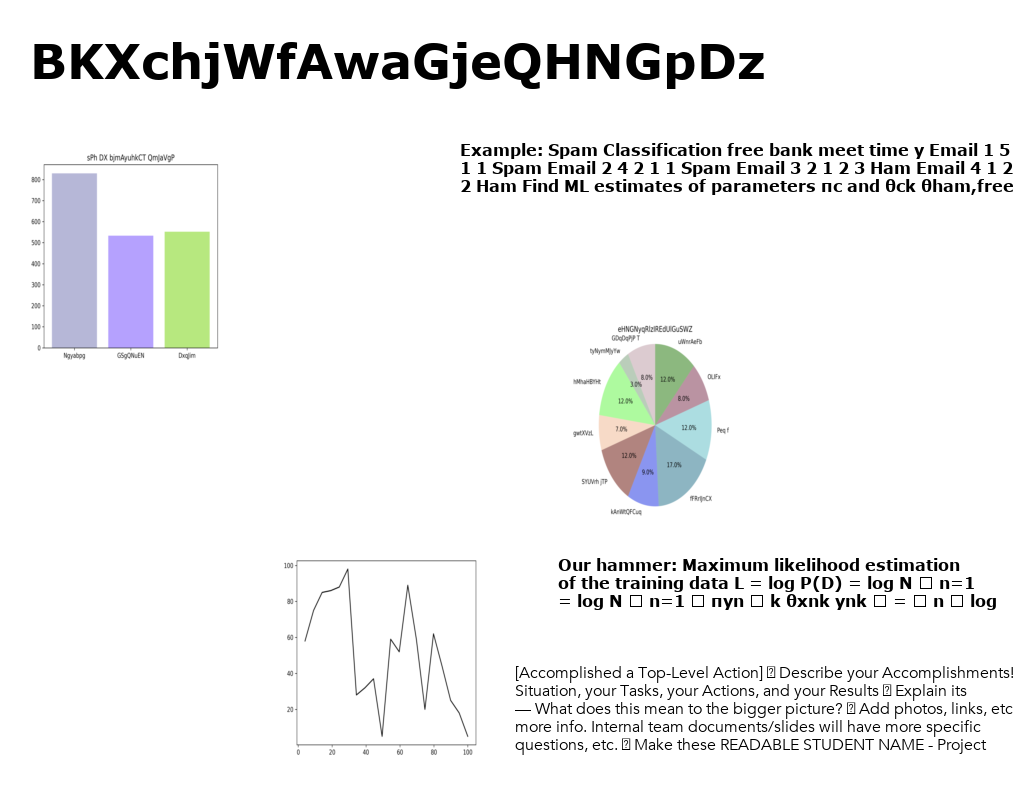 BKXchjWfAwaGjeQHNGpDz
sPh DX bjmAyuhkCT QmJaVgP
800
700
600
500
400
300
200
100
0
Ngyabpg GSgQNuEN DxqJim
Example: Spam Classification free bank meet time y Email 1 5
1 1 Spam Email 2 4 2 1 1 Spam Email 3 2 1 2 3 Ham Email 4 1 2
2 Ham Find ML estimates of parameters πc and θck θham,free
GDqDqPJP T
uWnrAeFb
tyNymMJyYw
OLlFx
hMhaHBYHt
8.0%
12.0%
3.0%
8.0%
12.0%
12.0%
gwtXVzL
7.0%
Peq f
12.0%
17.0%
9.0%
SYUVrh jTP
fFRrIJnCX
kAnWtQFCuq
100
80
60
40
20
0 20 40 60 80 100
Our hammer: Maximum likelihood estimation
of the training data L = log P(D) = log N □ n=1
= log N □ n=1 □ πyn □ k θxnk ynk □ = □ n □ log
[Accomplished a Top-Level Action] ⍰ Describe your Accomplishments!
Situation, your Tasks, your Actions, and your Results ⍰ Explain its
— What does this mean to the bigger picture? ⍰ Add photos, links, etc
more info. Internal team documents/slides will have more specific
questions, etc. ⍰ Make these READABLE STUDENT NAME - Project